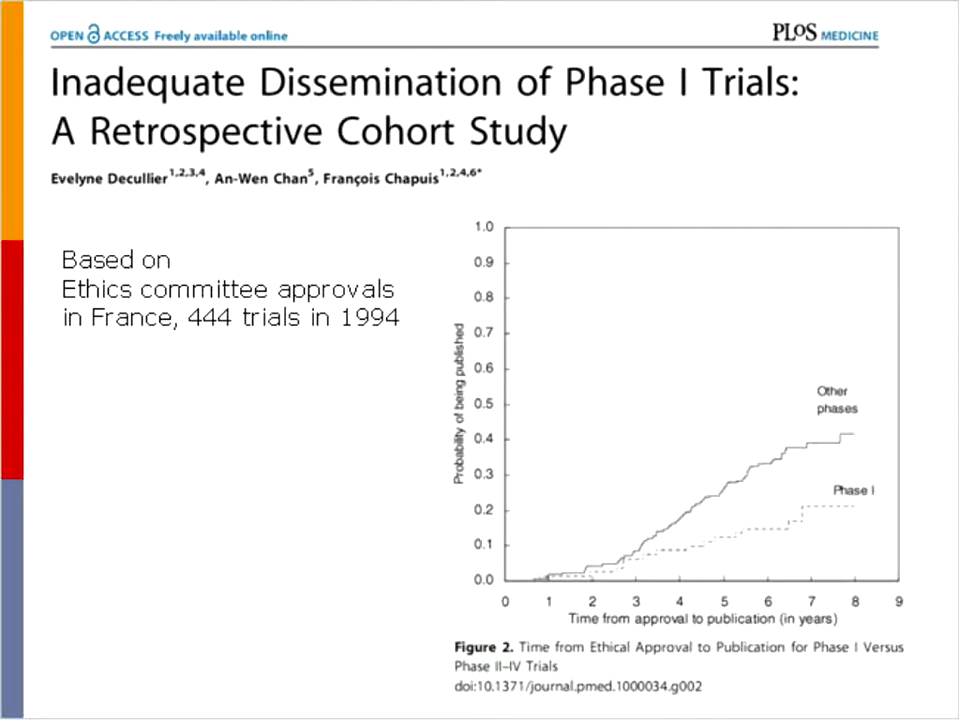 OPEN ACCESS Freely available online
PLoS MEDICINE
Inadequate Dissemination of Phase I Trials:
A Retrospective Cohort Study
Evelyne Decullier1,2,3,4, An-Wen Chan5, François Chapuis1,2,4,6*
Based on
Ethics committee approvals
in France, 444 trials in 1994
Probability of being published
1.0
0.9
0.8
0.7
0.6
0.5
0.4
0.3
0.2
0.1
0.0
Other
phases
Phase I
0 1 2 3 4 5 6 7 8 9
Time from approval to publication (in years)
Figure 2. Time from Ethical Approval to Publication for Phase I Versus
Phase II–IV Trials
doi:10.1371/journal.pmed.1000034.g002